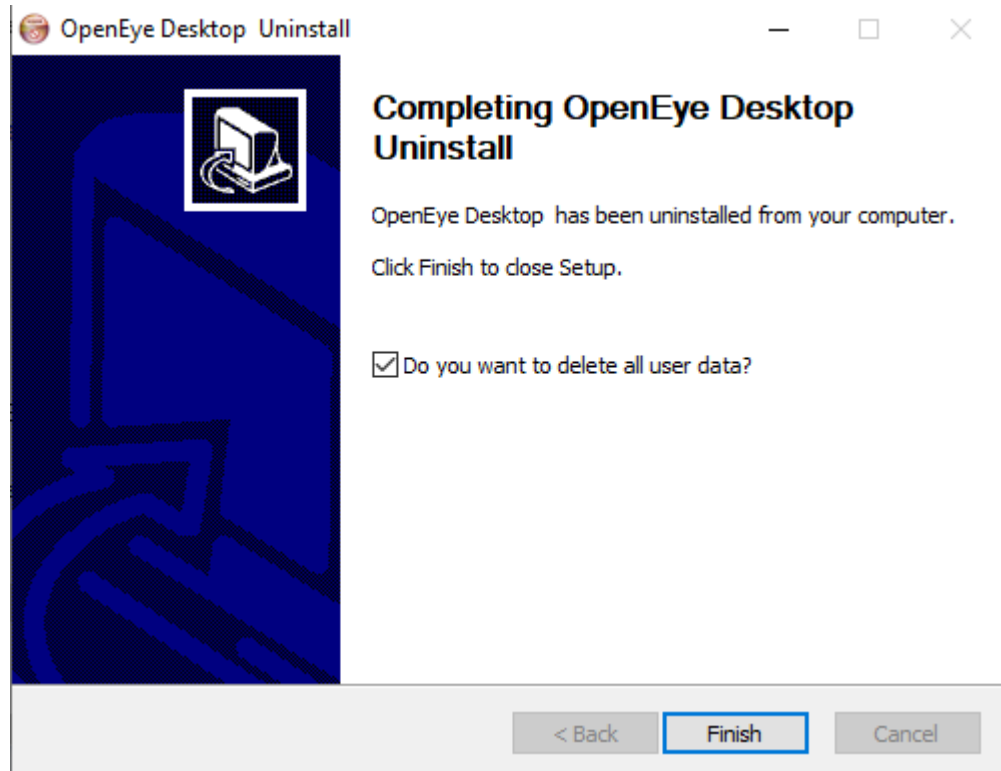 OpenEye Desktop  Uninstall
Completing OpenEye Desktop
Uninstall
OpenEye Desktop  has been uninstalled from your computer.
Click Finish to close Setup.
Do you want to delete all user data?
< Back
Finish
Cancel